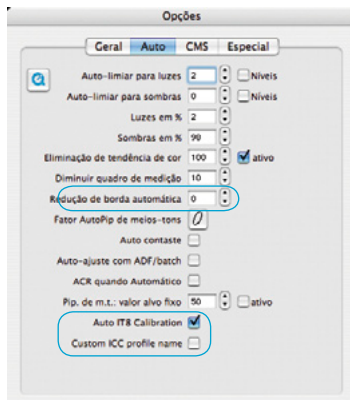 Opções
Geral Auto CMS Especial
Auto-limiar para luzes 2 Níveis
Auto-limiar para sombras 0 Níveis
Luzes em % 2
Sombras em % 98
Eliminação de tendência de cor 100 ativo
Diminuir quadro de medição 10
Redução de borda automática 0
Fator AutoPip de meios-tons
Auto contaste
Auto-ajuste com ADF/batch
ACR quando Automático
Pip. de m.t.: valor alvo fixo 50 ativo
Auto IT8 Calibration
Custom ICC profile name